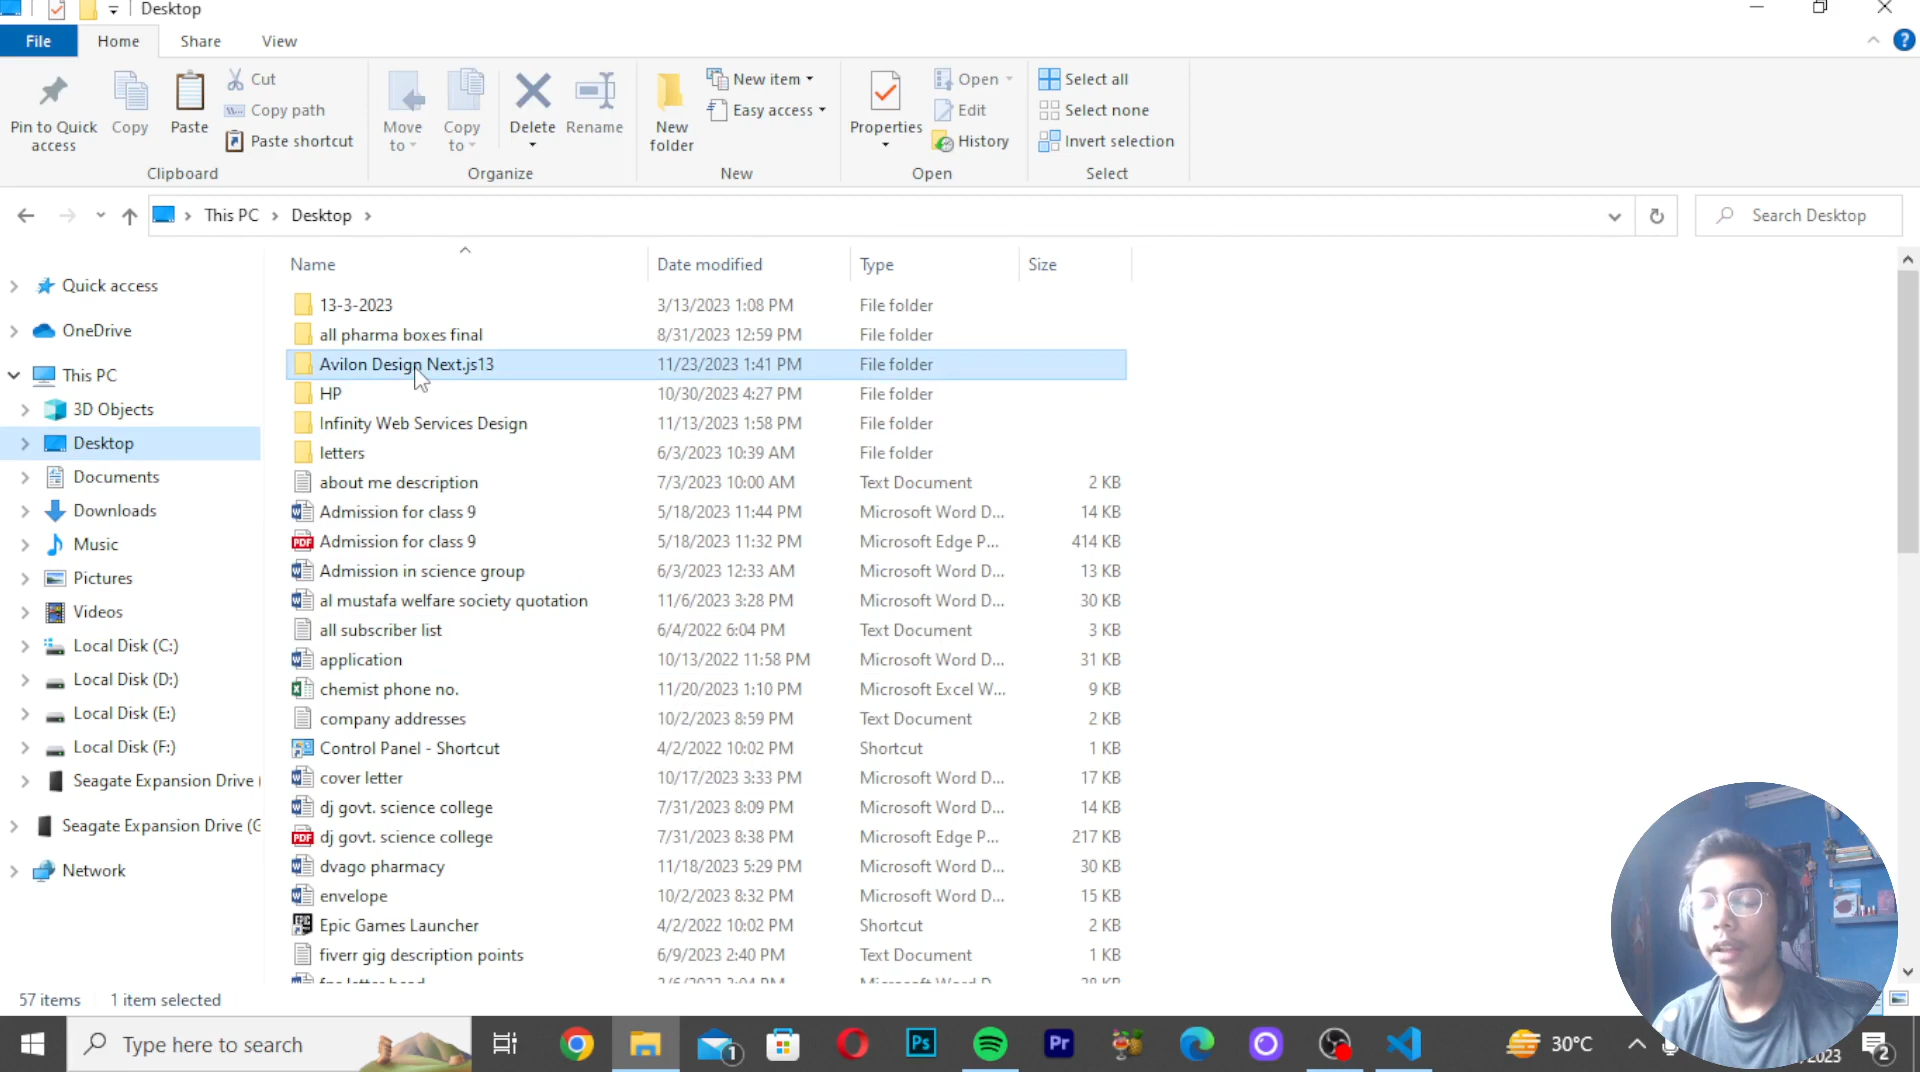 Desktop
File Home Share View
Pin to Quick access
Copy
Paste
Cut
Copy path
Paste shortcut
Clipboard
Move to
Copy to
Delete
Rename
Organize
New folder
New item
Easy access
New
Properties
Open
Edit
History
Open
Select all
Select none
Invert selection
Select
This PC Desktop
Search Desktop
Quick access
OneDrive
This PC
3D Objects
Desktop
Documents
Downloads
Music
Pictures
Videos
Local Disk (C:)
Local Disk (D:)
Local Disk (E:)
Local Disk (F:)
Seagate Expansion Drive (
Seagate Expansion Drive (G
Network
Name Date modified Type Size
13-3-2023 3/13/2023 1:08 PM File folder
all pharma boxes final 8/31/2023 12:59 PM File folder
Avilon Design Next.js13 11/23/2023 1:41 PM File folder
HP 10/30/2023 4:27 PM File folder
Infinity Web Services Design 11/13/2023 1:58 PM File folder
letters 6/3/2023 10:39 AM File folder
about me description 7/3/2023 10:00 AM Text Document 2 KB
Admission for class 9 5/18/2023 11:44 PM Microsoft Word D... 14 KB
Admission for class 9 5/18/2023 11:32 PM Microsoft Edge P... 414 KB
Admission in science group 6/3/2023 12:33 AM Microsoft Word D... 13 KB
al mustafa welfare society quotation 11/6/2023 3:28 PM Microsoft Word D... 30 KB
all subscriber list 6/4/2022 6:04 PM Text Document 3 KB
application 10/13/2022 11:58 PM Microsoft Word D... 31 KB
chemist phone no. 11/20/2023 1:10 PM Microsoft Excel W... 9 KB
company addresses 10/2/2023 8:59 PM Text Document 2 KB
Control Panel - Shortcut 4/2/2022 10:02 PM Shortcut 1 KB
cover letter 10/17/2023 3:33 PM Microsoft Word D... 17 KB
dj govt. science college 7/31/2023 8:09 PM Microsoft Word D... 14 KB
dj govt. science college 7/31/2023 8:38 PM Microsoft Edge P... 217 KB
dvago pharmacy 11/18/2023 5:29 PM Microsoft Word D... 30 KB
envelope 10/2/2023 8:32 PM Microsoft Word D... 15 KB
Epic Games Launcher 4/2/2022 10:02 PM Shortcut 2 KB
fiverr gig description points 6/9/2023 2:40 PM Text Document 1 KB
57 items 1 item selected
Type here to search
1
Ps
Pr
30°C
2023
2